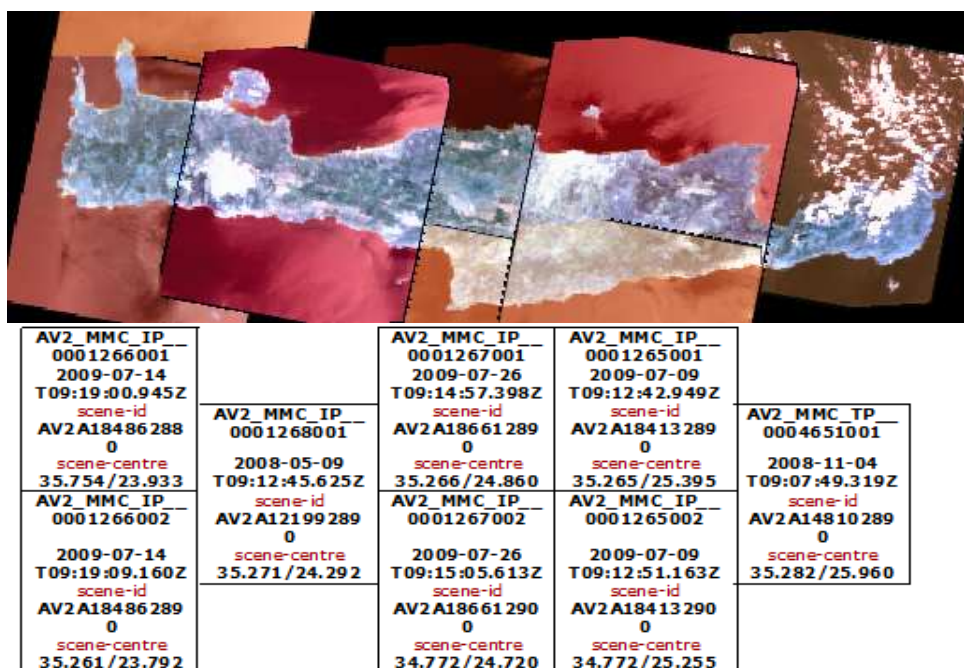 AV2_MMC_IP__
0001266001
2009-07-14
T09:19:00.945Z
scene-id
AV2A18486288
0
scene-centre
35.754/23.933
AV2_MMC_IP__
0001266002
2009-07-14
T09:19:09.160Z
scene-id
AV2A18486289
0
scene-centre
35.261/23.792
AV2_MMC_IP__
0001268001
2008-05-09
T09:12:45.625Z
scene-id
AV2A12199289
0
scene-centre
35.271/24.292
AV2_MMC_IP__
0001267001
2009-07-26
T09:14:57.398Z
scene-id
AV2A18661289
0
scene-centre
35.266/24.860
AV2_MMC_IP__
0001267002
2009-07-26
T09:15:05.613Z
scene-id
AV2A18661290
0
scene-centre
34.772/24.720
AV2_MMC_IP__
0001265001
2009-07-09
T09:12:42.949Z
scene-id
AV2A18413289
0
scene-centre
35.265/25.395
AV2_MMC_IP__
0001265002
2009-07-09
T09:12:51.163Z
scene-id
AV2A18413290
0
scene-centre
34.772/25.255
AV2_MMC_TP__
0004651001
2008-11-04
T09:07:49.319Z
scene-id
AV2A14810289
0
scene-centre
35.282/25.960